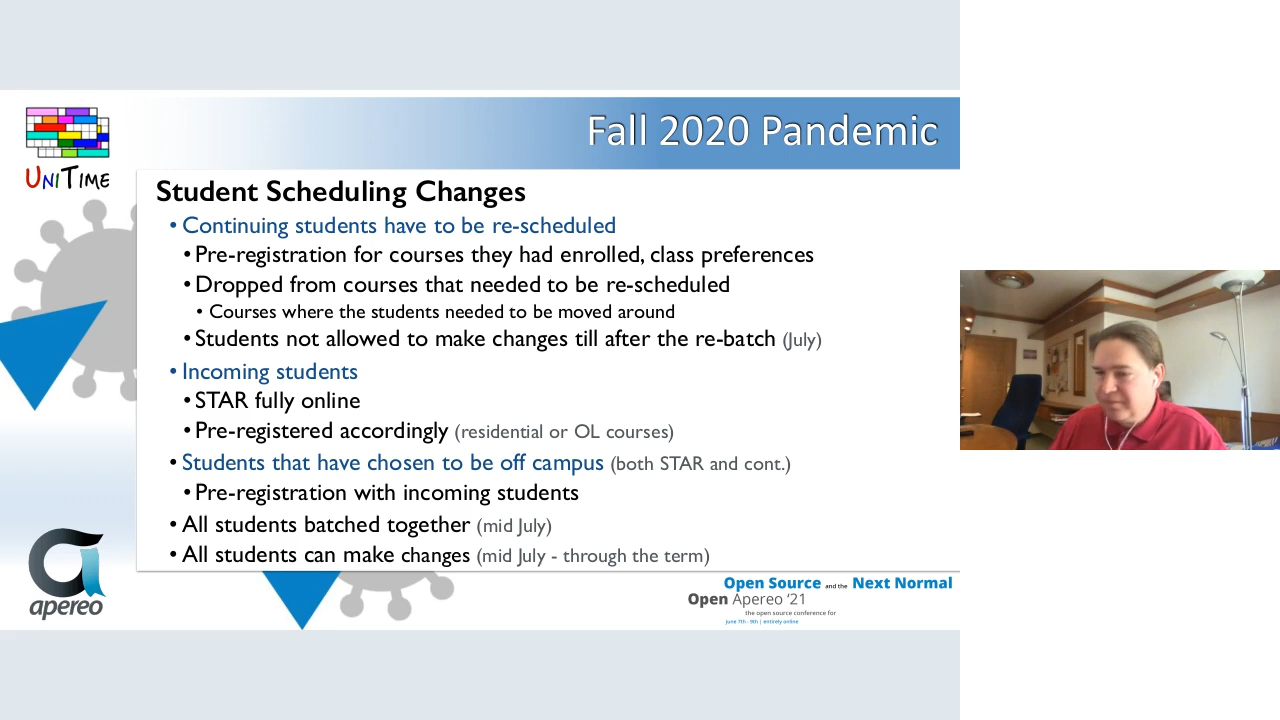 Fall 2020 Pandemic
UNITIME
Student Scheduling Changes
• Continuing students have to be re-scheduled
• Pre-registration for courses they had enrolled, class preferences
• Dropped from courses that needed to be re-scheduled
• Courses where the students needed to be moved around
• Students not allowed to make changes till after the re-batch (July)
• Incoming students
• STAR fully online
• Pre-registered accordingly (residential or OL courses)
• Students that have chosen to be off campus (both STAR and cont.)
• Pre-registration with incoming students
• All students batched together (mid July)
• All students can make changes (mid July - through the term)
apereo
Open Source and the Next Normal
Open Apereo ‘21
the open source conference for
June 7th - 9th | entirely online